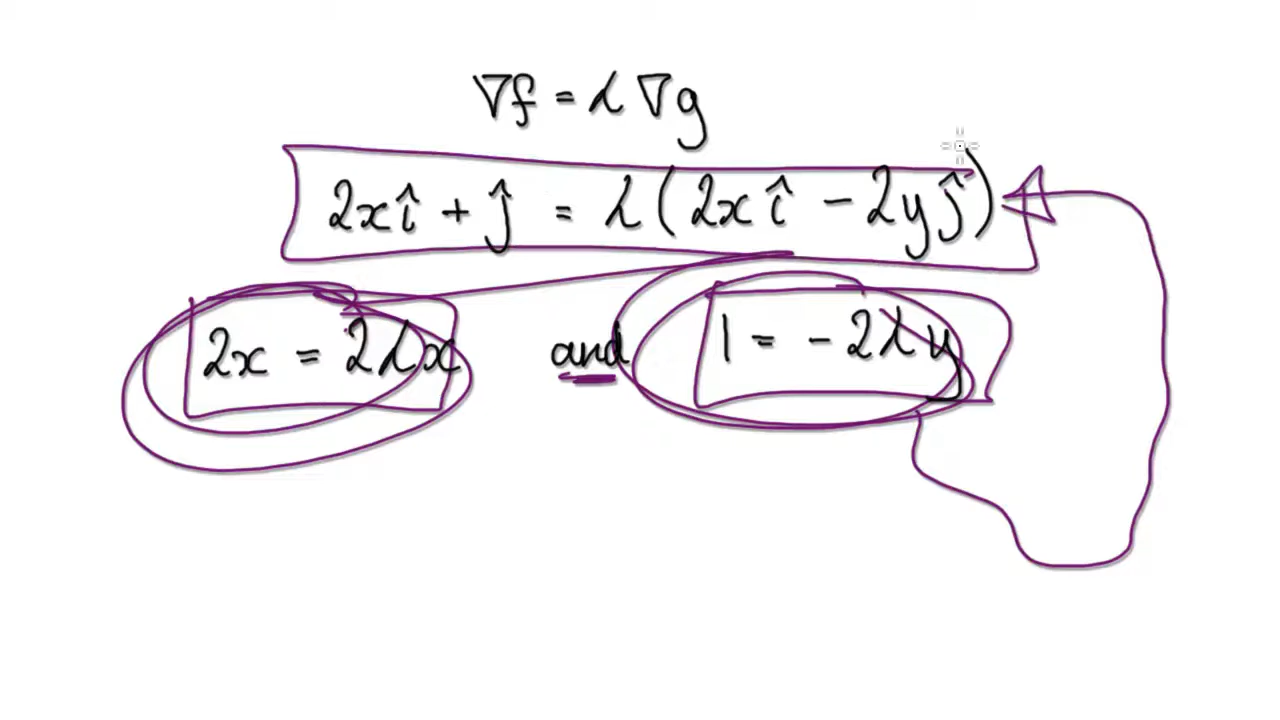 ∇f = λ∇g
2xî + ĵ = λ(2xî - 2yĵ)
2x = 2λx and 1 = -2λy